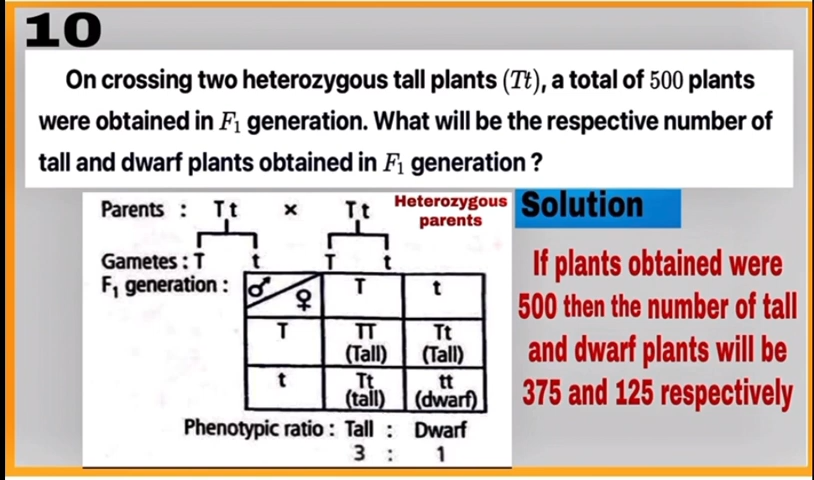 10
On crossing two heterozygous tall plants (Tt), a total of 500 plants
were obtained in F₁ generation. What will be the respective number of
tall and dwarf plants obtained in F₁ generation ?
Parents : Tt × Tt Heterozygous
parents
Gametes : T t T t
F₁ generation : ♂ ♀ T t
T TT Tt
(Tall) (Tall)
t Tt tt
(tall) (dwarf)
Phenotypic ratio : Tall : Dwarf
3 : 1
Solution
If plants obtained were
500 then the number of tall
and dwarf plants will be
375 and 125 respectively